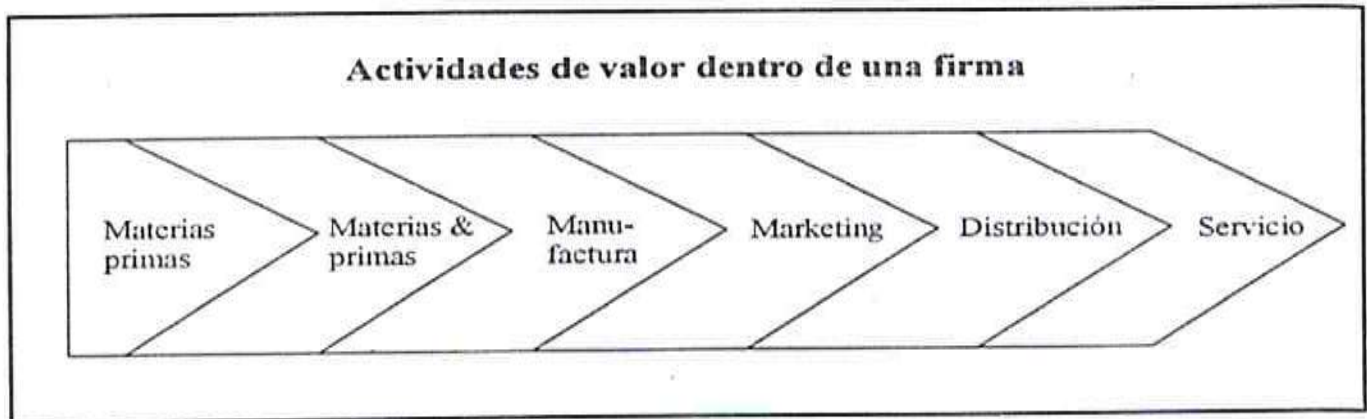 Actividades de valor dentro de una firma
Materias
primas
Materias &
primas
Manu-
factura
Marketing
Distribución
Servicio